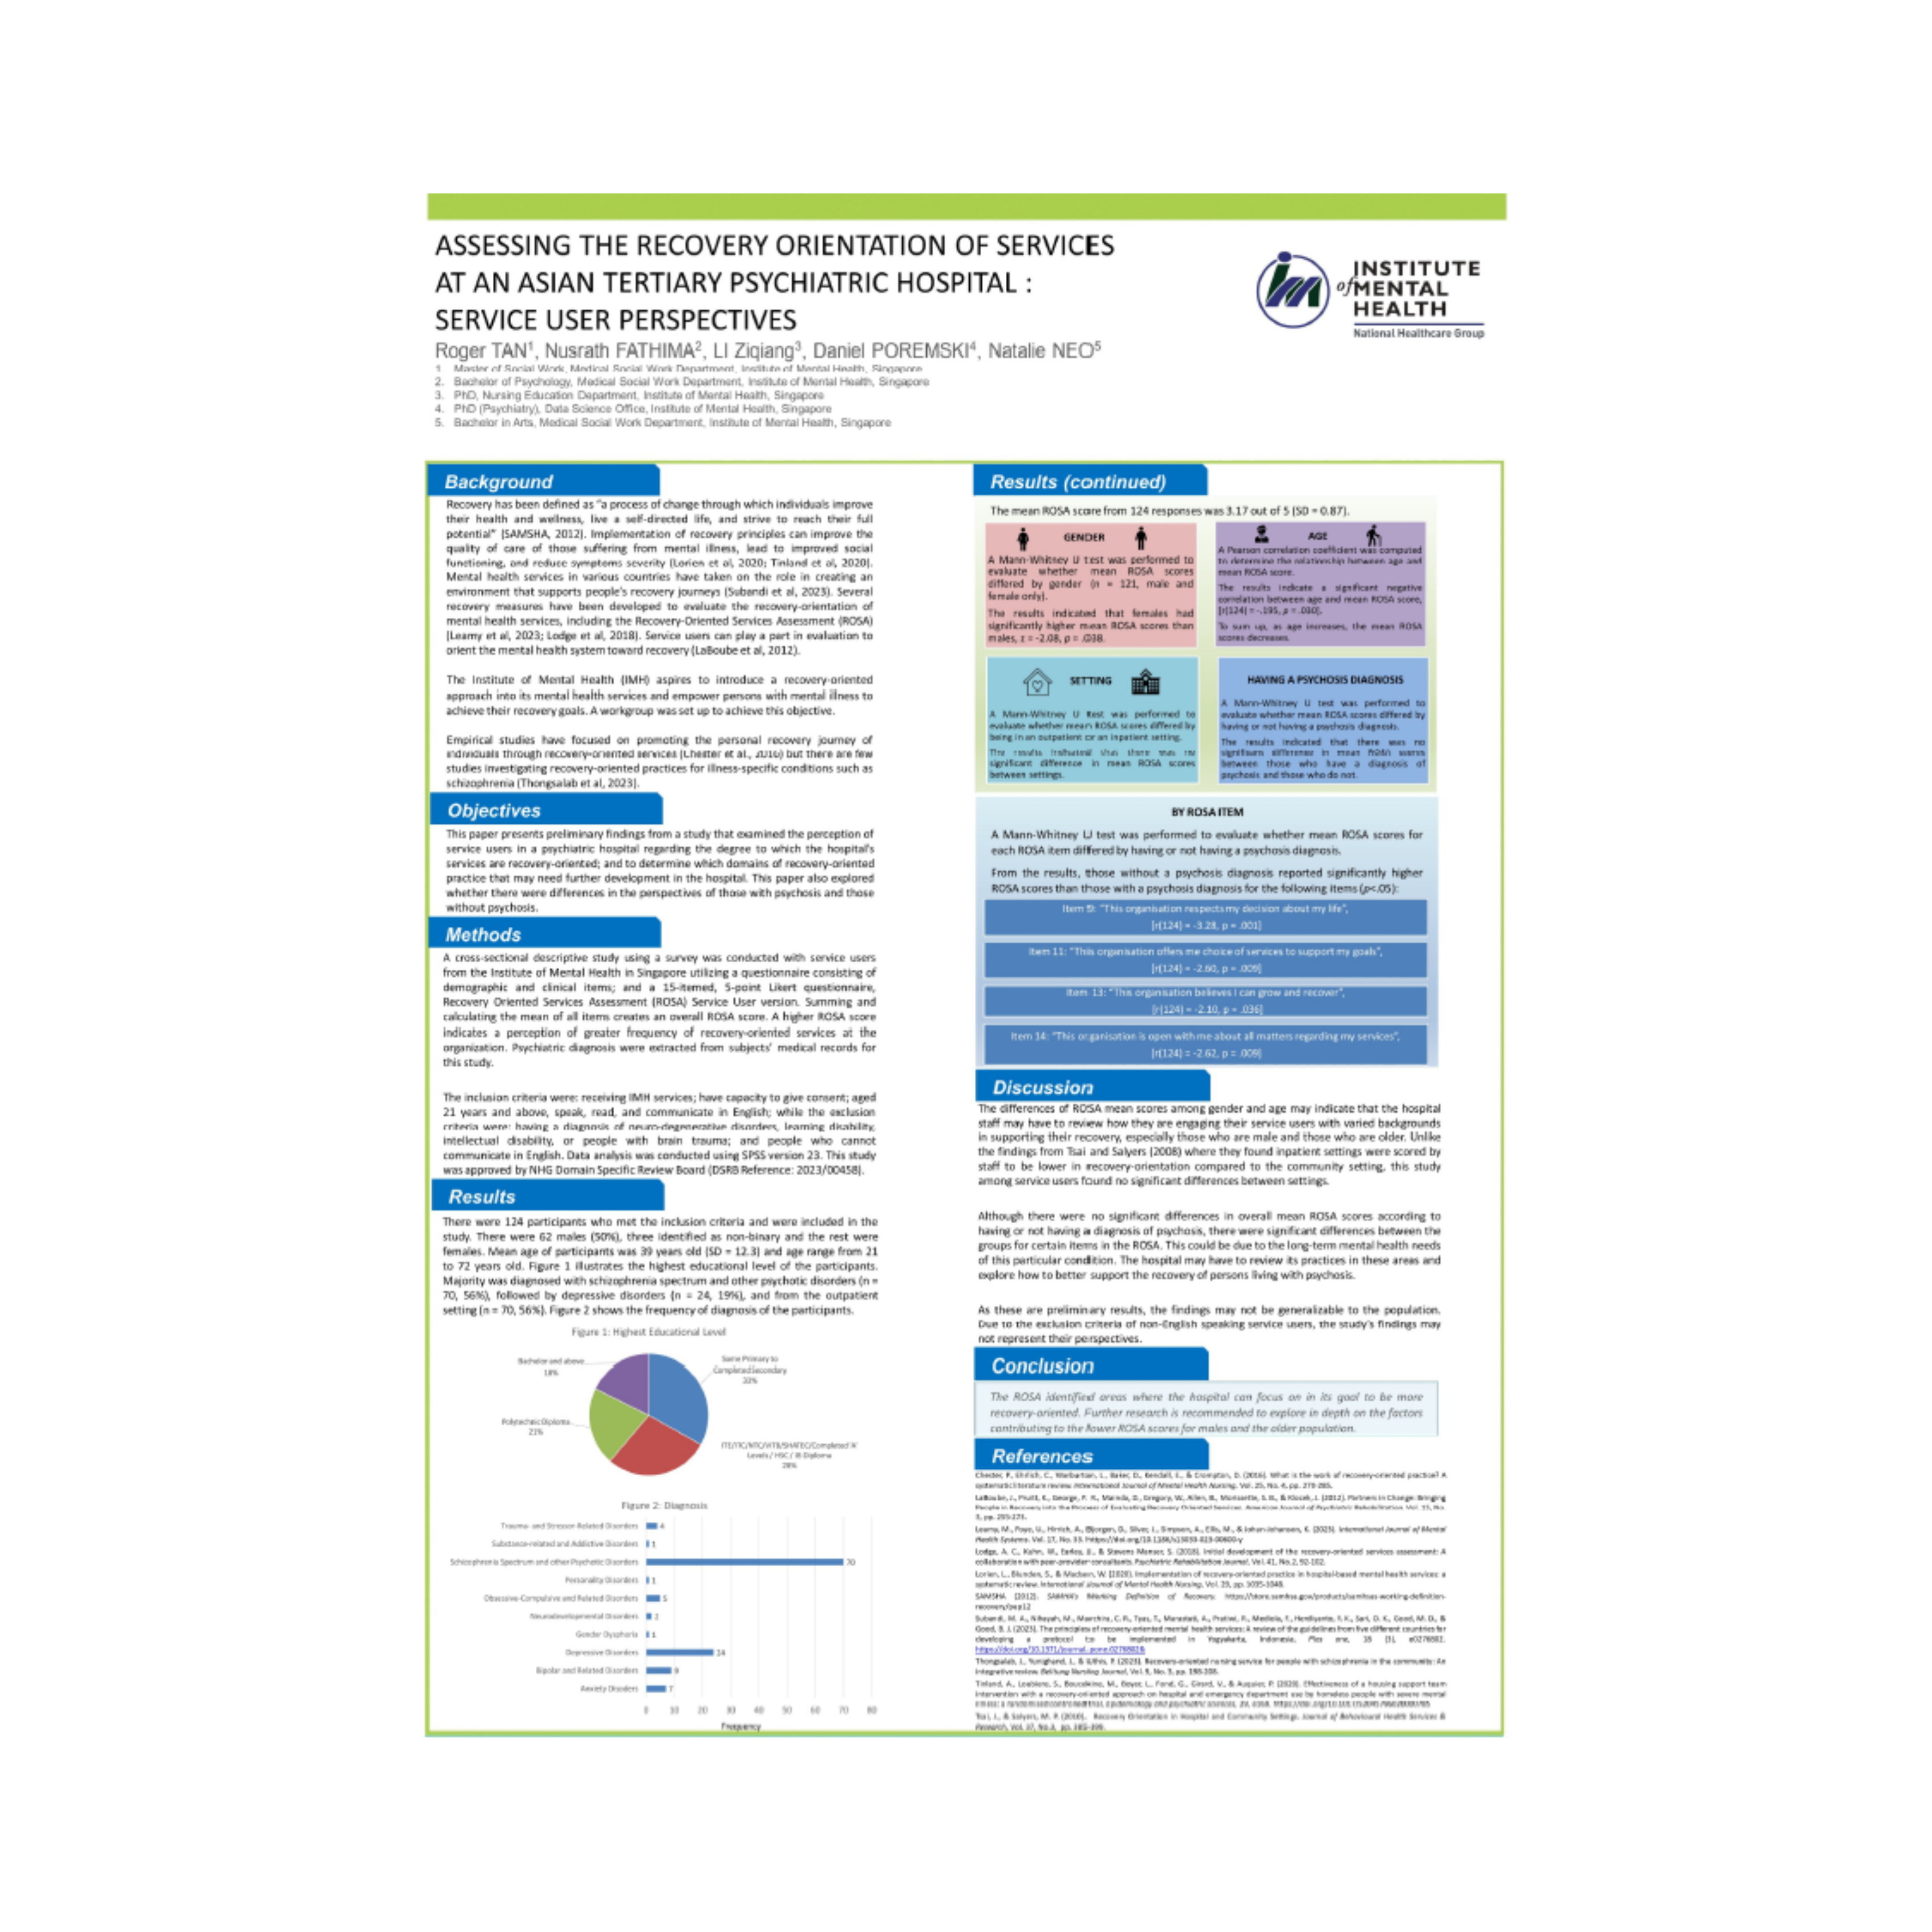 ASSESSING THE RECOVERY ORIENTATION OF SERVICES
AT AN ASIAN TERTIARY PSYCHIATRIC HOSPITAL :
SERVICE USER PERSPECTIVES
Roger TAN1, Nusrath FATHIMA2, LI Ziqiang3, Daniel POREMSKI4, Natalie NEO5
1. Master of Social Work, Medical Social Work Department, Institute of Mental Health, Singapore
2. Bachelor of Psychology, Medical Social Work Department, Institute of Mental Health, Singapore
3. PhD, Nursing Education Department, Institute of Mental Health, Singapore
4. PhD (Psychiatry), Data Science Office, Institute of Mental Health, Singapore
5. Bachelor in Arts, Medical Social Work Department, Institute of Mental Health, Singapore
INSTITUTE
of MENTAL
HEALTH
National Healthcare Group
Background
Recovery has been defined as "a process of change through which individuals improve
their health and wellness, live a self-directed life, and strive to reach their full
potential" (SAMSHA, 2012). Implementation of recovery principles can improve the
quality of care of those suffering from mental illness, lead to improved social
functioning, and reduce symptoms severity (Lorien et al, 2020; Tinland et al, 2020).
Mental health services in various countries have taken on the role in creating an
environment that supports people's recovery journeys (Subandi et al, 2023). Several
recovery measures have been developed to evaluate the recovery-orientation of
mental health services, including the Recovery-Oriented Services Assessment (ROSA)
(Leamy et al, 2023; Lodge et al, 2018). Service users can play a part in evaluation to
orient the mental health system toward recovery (LaBoube et al, 2012).
The Institute of Mental Health (IMH) aspires to introduce a recovery-oriented
approach into its mental health services and empower persons with mental illness to
achieve their recovery goals. A workgroup was set up to achieve this objective.
Empirical studies have focused on promoting the personal recovery journey of
individuals through recovery-oriented services (Chester et al., 2016) but there are few
studies investigating recovery-oriented practices for illness-specific conditions such as
schizophrenia (Thongsalab et al, 2023).
Objectives
This paper presents preliminary findings from a study that examined the perception of
service users in a psychiatric hospital regarding the degree to which the hospital's
services are recovery-oriented; and to determine which domains of recovery-oriented
practice that may need further development in the hospital. This paper also explored
whether there were differences in the perspectives of those with psychosis and those
without psychosis.
Methods
A cross-sectional descriptive study using a survey was conducted with service users
from the Institute of Mental Health in Singapore utilizing a questionnaire consisting of
demographic and clinical items; and a 15-itemed, 5-point Likert questionnaire,
Recovery Oriented Services Assessment (ROSA) Service User version. Summing and
calculating the mean of all items creates an overall ROSA score. A higher ROSA score
indicates a perception of greater frequency of recovery-oriented services at the
organization. Psychiatric diagnosis were extracted from subjects' medical records for
this study.
The inclusion criteria were: receiving IMH services; have capacity to give consent; aged
21 years and above, speak, read, and communicate in English; while the exclusion
criteria were: having a diagnosis of neuro-degenerative disorders, learning disability,
intellectual disability, or people with brain trauma; and people who cannot
communicate in English. Data analysis was conducted using SPSS version 23. This study
was approved by NHG Domain Specific Review Board (DSRB Reference: 2023/00458).
Results
There were 124 participants who met the inclusion criteria and were included in the
study. There were 62 males (50%), three identified as non-binary and the rest were
females. Mean age of participants was 39 years old (SD = 12.3) and age range from 21
to 72 years old. Figure 1 illustrates the highest educational level of the participants.
Majority was diagnosed with schizophrenia spectrum and other psychotic disorders (n =
70, 56%), followed by depressive disorders (n = 24, 19%), and from the outpatient
setting (n = 70, 56%). Figure 2 shows the frequency of diagnosis of the participants.
Figure 1: Highest Educational Level
Bachelor and above
18%
Some Primary to
Completed Secondary
33%
Polytechnic Diploma
21%
Levels / HSC / IB Diploma
28%
Figure 2: Diagnosis
Trauma- and Stressor-Related Disorders 4
Substance-related and Addictive Disorders 1
Schizophrenia Spectrum and other Psychotic Disorders 70
Personality Disorders 1
Obsessive-Compulsive and Related Disorders 5
Neurodevelopmental Disorders 2
Gender Dysphoria 1
Depressive Disorders 24
Bipolar and Related Disorders 9
Anxiety Disorders 7
0 10 20 30 40 50 60 70 80
Frequency
Results (continued)
The mean ROSA score from 124 responses was 3.17 out of 5 (SD = 0.87).
GENDER
A Mann-Whitney U test was performed to
evaluate whether mean ROSA scores
differed by gender (n = 121, male and
female only).
The results indicated that females had
significantly higher mean ROSA scores than
males, z = -2.08, p = .038.
AGE
A Pearson correlation coefficient was computed
to determine the relationship between age and
mean ROSA score.
The results indicate a significant negative
correlation between age and mean ROSA score,
[r(124) = -.195, p = .030].
To sum up, as age increases, the mean ROSA
scores decreases.
SETTING
A Mann-Whitney U test was performed to
evaluate whether mean ROSA scores differed by
being in an outpatient or an inpatient setting.
The results indicated that there was no
significant difference in mean ROSA scores
between settings.
HAVING A PSYCHOSIS DIAGNOSIS
A Mann-Whitney U test was performed to
evaluate whether mean ROSA scores differed by
having or not having a psychosis diagnosis.
The results indicated that there was no
significant difference in mean ROSA scores
between those who have a diagnosis of
psychosis and those who do not.
BY ROSA ITEM
A Mann-Whitney U test was performed to evaluate whether mean ROSA scores for
each ROSA item differed by having or not having a psychosis diagnosis.
From the results, those without a psychosis diagnosis reported significantly higher
ROSA scores than those with a psychosis diagnosis for the following items (p<.05):
Item 9: "This organisation respects my decision about my life",
[r(124) = -3.28, p = .001]
Item 11: "This organisation offers me choice of services to support my goals",
[r(124) = -2.60, p = .009]
Item 13: "This organisation believes I can grow and recover",
[r(124) = -2.10, p = .036]
Item 14: "This organisation is open with me about all matters regarding my services",
[r(124) = -2.62, p = .009]
Discussion
The differences of ROSA mean scores among gender and age may indicate that the hospital
staff may have to review how they are engaging their service users with varied backgrounds
in supporting their recovery, especially those who are male and those who are older. Unlike
the findings from Tsai and Salyers (2008) where they found inpatient settings were scored by
staff to be lower in recovery-orientation compared to the community setting, this study
among service users found no significant differences between settings.
Although there were no significant differences in overall mean ROSA scores according to
having or not having a diagnosis of psychosis, there were significant differences between the
groups for certain items in the ROSA. This could be due to the long-term mental health needs
of this particular condition. The hospital may have to review its practices in these areas and
explore how to better support the recovery of persons living with psychosis.
As these are preliminary results, the findings may not be generalizable to the population.
Due to the exclusion criteria of non-English speaking service users, the study's findings may
not represent their perspectives.
Conclusion
The ROSA identified areas where the hospital can focus on in its goal to be more
recovery-oriented. Further research is recommended to explore in depth on the factors
contributing to the lower ROSA scores for males and the older population.
References